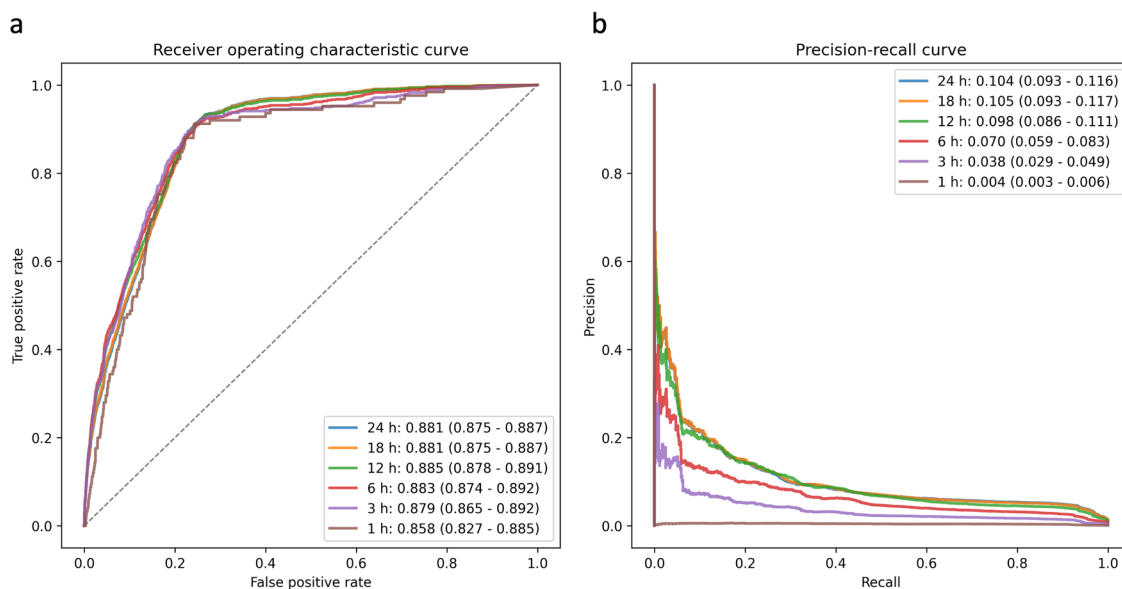 a
Receiver operating characteristic curve
True positive rate
1.0
0.8
0.6
0.4
0.2
0.0
24 h: 0.881 (0.875 - 0.887)
18 h: 0.881 (0.875 - 0.887)
12 h: 0.885 (0.878 - 0.891)
6 h: 0.883 (0.874 - 0.892)
3 h: 0.879 (0.865 - 0.892)
1 h: 0.858 (0.827 - 0.885)
0.0 0.2 0.4 0.6 0.8 1.0
False positive rate
b
Precision-recall curve
Precision
1.0
0.8
0.6
0.4
0.2
0.0
24 h: 0.104 (0.093 - 0.116)
18 h: 0.105 (0.093 - 0.117)
12 h: 0.098 (0.086 - 0.111)
6 h: 0.070 (0.059 - 0.083)
3 h: 0.038 (0.029 - 0.049)
1 h: 0.004 (0.003 - 0.006)
0.0 0.2 0.4 0.6 0.8 1.0
Recall